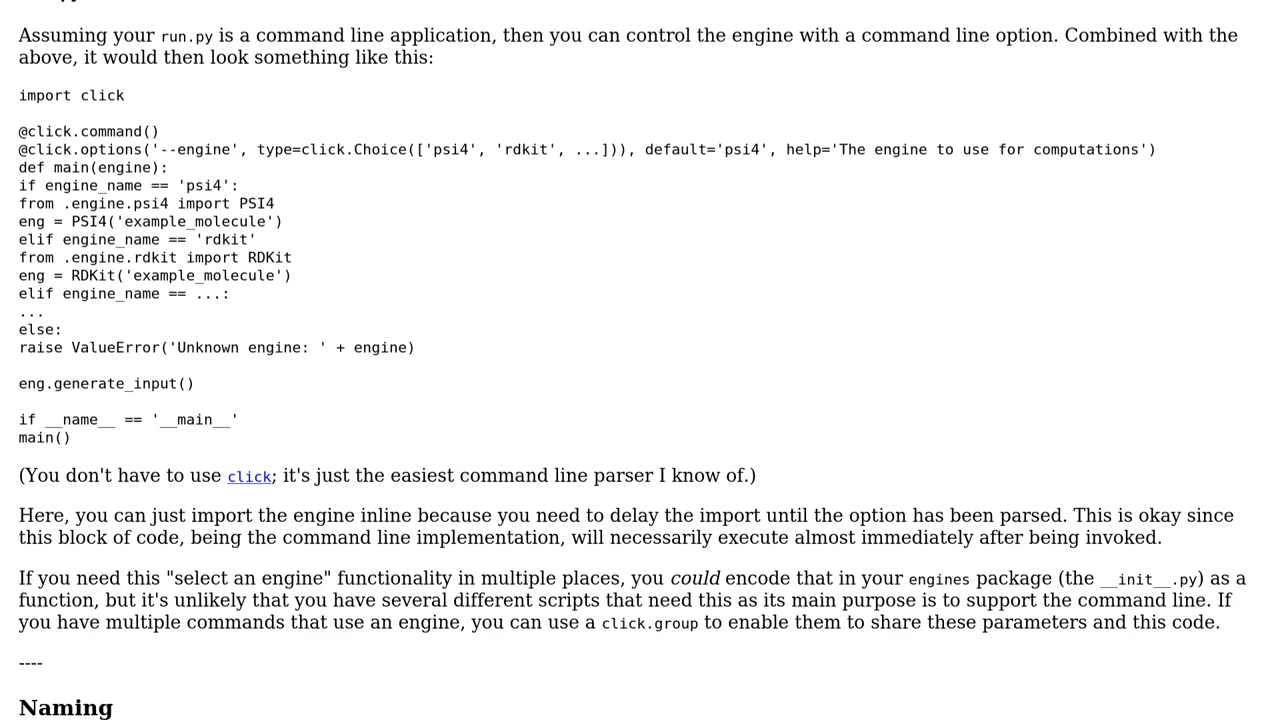 Assuming your run.py is a command line application, then you can control the engine with a command line option. Combined with the
above, it would then look something like this:
import click
@click.command()
@click.options('--engine', type=click.Choice(['psi4', 'rdkit', ...])), default='psi4', help='The engine to use for computations')
def main(engine):
if engine_name == 'psi4':
from .engine.psi4 import PSI4
eng = PSI4('example_molecule')
elif engine_name == 'rdkit'
from .engine.rdkit import RDKit
eng = RDKit('example_molecule')
elif engine_name == ...:
...
else:
raise ValueError('Unknown engine: ' + engine)
eng.generate_input()
if __name__ == '__main__'
main()
(You don't have to use click; it's just the easiest command line parser I know of.)
Here, you can just import the engine inline because you need to delay the import until the option has been parsed. This is okay since
this block of code, being the command line implementation, will necessarily execute almost immediately after being invoked.
If you need this "select an engine" functionality in multiple places, you could encode that in your engines package (the __init__.py) as a
function, but it's unlikely that you have several different scripts that need this as its main purpose is to support the command line. If
you have multiple commands that use an engine, you can use a click.group to enable them to share these parameters and this code.
----
Naming